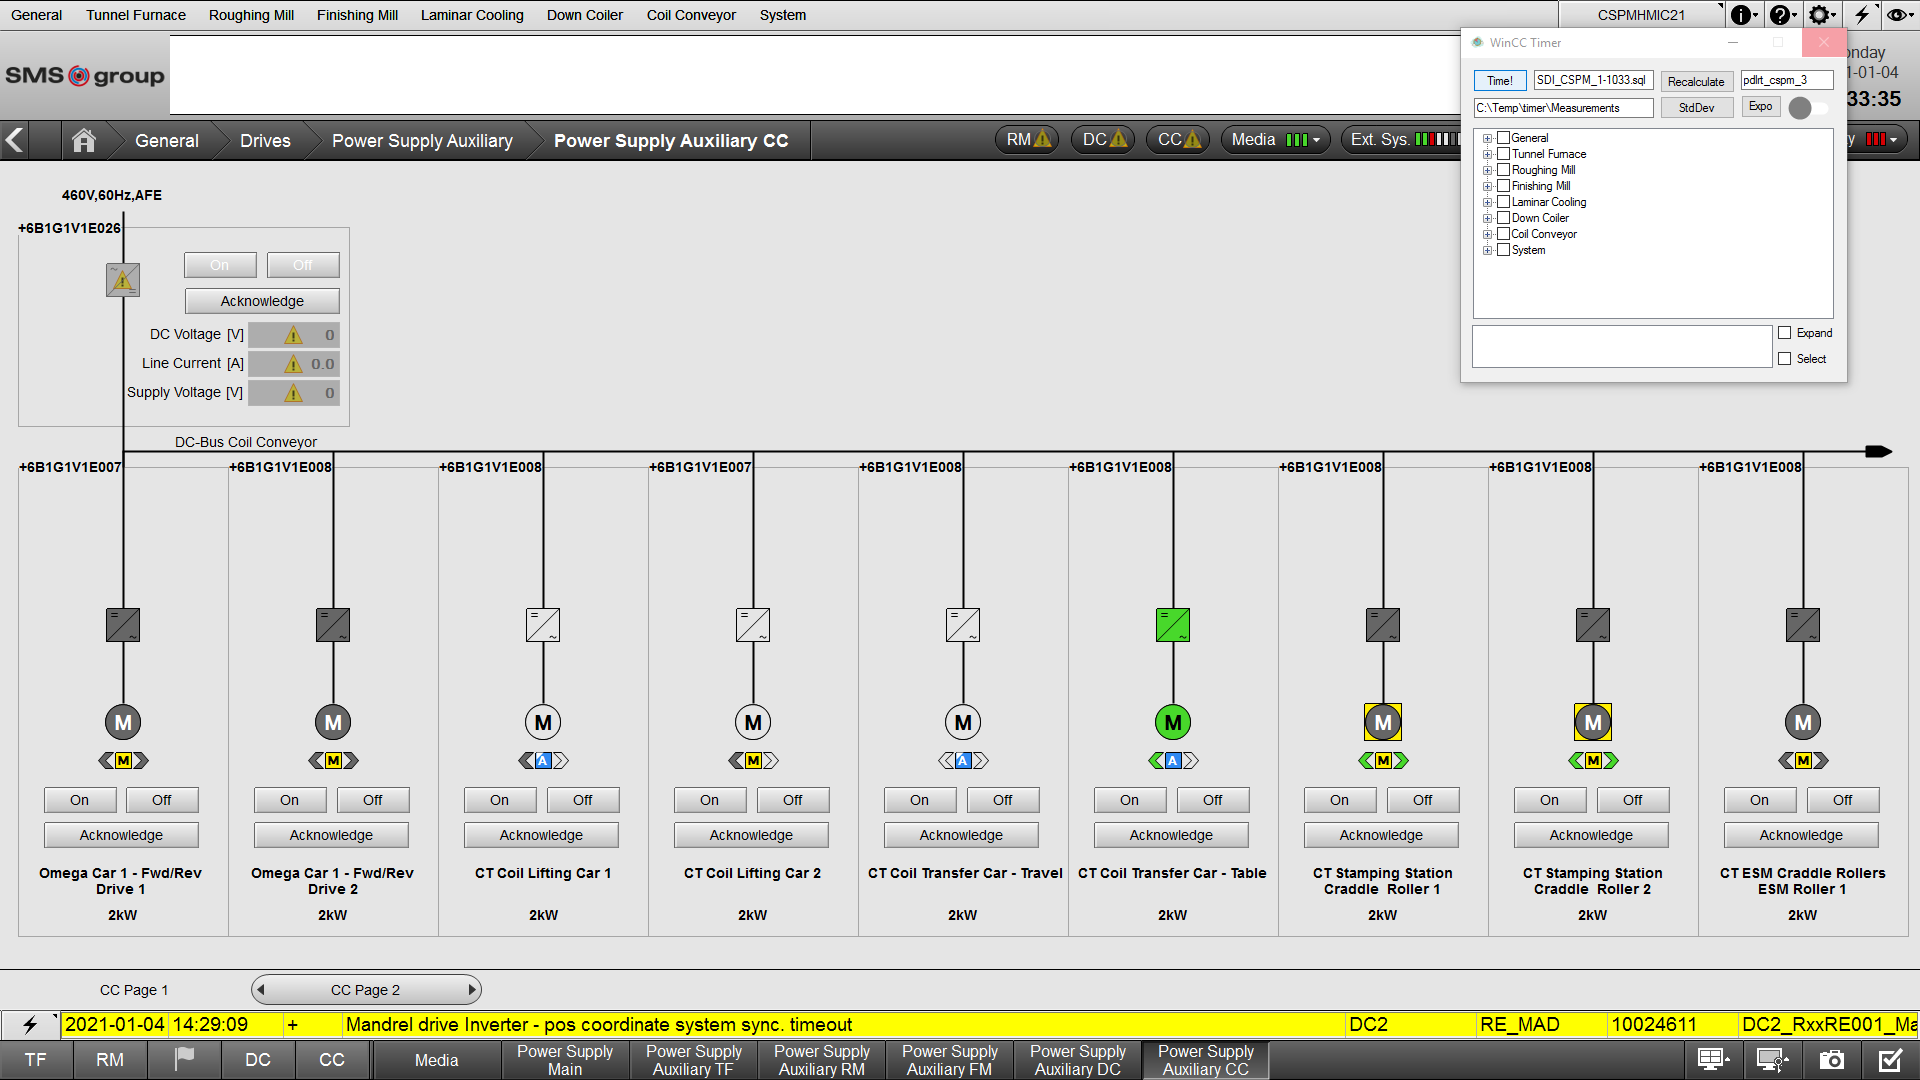 General Tunnel Furnace Roughing Mill Finishing Mill Laminar Cooling Down Coiler Coil Conveyor System CSPMHMIC21
SMS group
WinCC Timer
Time! SDI_CSPM_1-1033.sql Recalculate pdlrt_cspm_3
C:\Temp\timer\Measurements StdDev Expo
nday
1-01-04
33:35
General Drives Power Supply Auxiliary Power Supply Auxiliary CC RM DC CC Media Ext. Sys. y
General
Tunnel Furnace
Roughing Mill
Finishing Mill
Laminar Cooling
Down Coiler
Coil Conveyor
System
Expand
Select
460V,60Hz,AFE
+6B1G1V1E026
On Off
Acknowledge
DC Voltage [V] 0
Line Current [A] 0.0
Supply Voltage [V] 0
DC-Bus Coil Conveyor
+6B1G1V1E007 +6B1G1V1E008 +6B1G1V1E008 +6B1G1V1E007 +6B1G1V1E008 +6B1G1V1E008 +6B1G1V1E008 +6B1G1V1E008 +6B1G1V1E008
M M M M M M M M M
M M A M A A M M M
On Off On Off On Off On Off On Off On Off On Off On Off On Off
Acknowledge Acknowledge Acknowledge Acknowledge Acknowledge Acknowledge Acknowledge Acknowledge Acknowledge
Omega Car 1 - Fwd/Rev
Drive 1
2kW
Omega Car 1 - Fwd/Rev
Drive 2
2kW
CT Coil Lifting Car 1
2kW
CT Coil Lifting Car 2
2kW
CT Coil Transfer Car - Travel
2kW
CT Coil Transfer Car - Table
2kW
CT Stamping Station
Craddle Roller 1
2kW
CT Stamping Station
Craddle Roller 2
2kW
CT ESM Craddle Rollers
ESM Roller 1
2kW
CC Page 1 CC Page 2
2021-01-04 14:29:09 + Mandrel drive Inverter - pos coordinate system sync. timeout DC2 RE_MAD 10024611 DC2_RxxRE001_Ma
TF RM DC CC Media
Power Supply
Main
Power Supply
Auxiliary TF
Power Supply
Auxiliary RM
Power Supply
Auxiliary FM
Power Supply
Auxiliary DC
Power Supply
Auxiliary CC